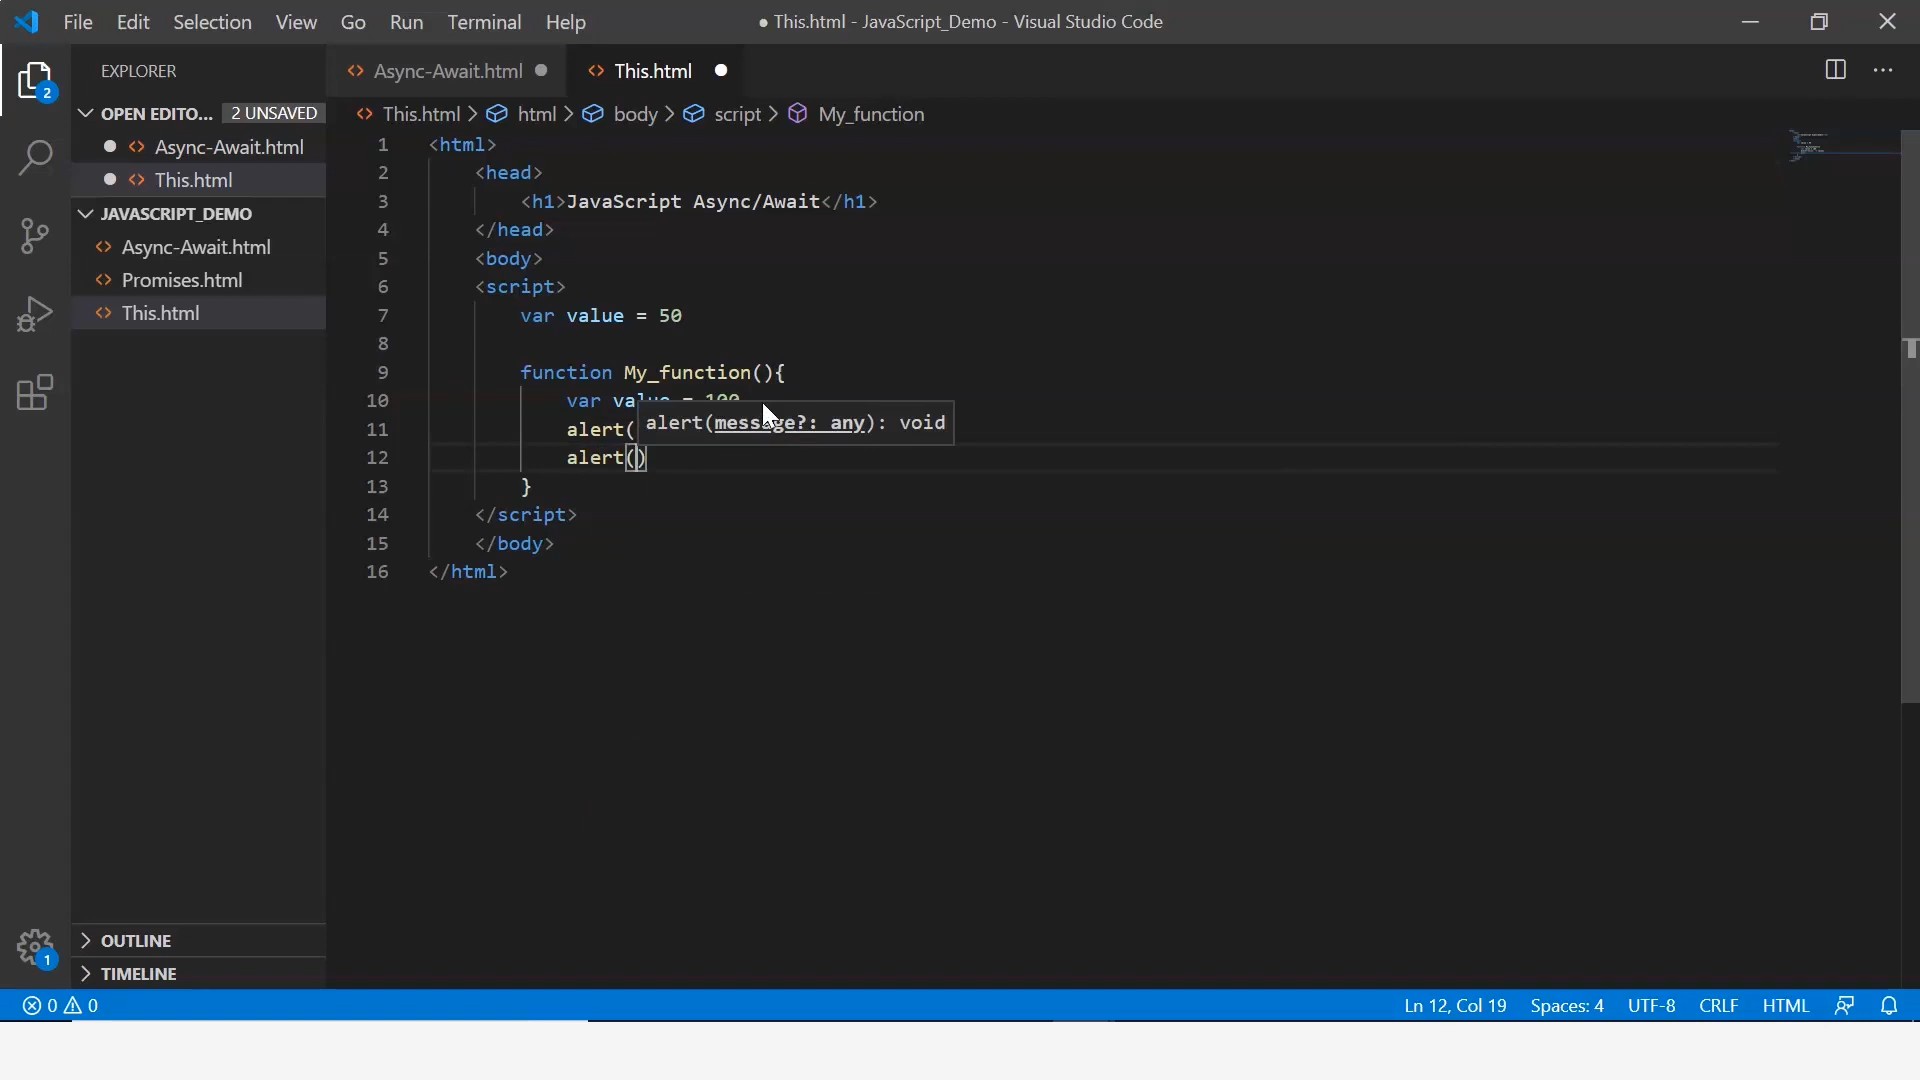 File Edit Selection View Go Run Terminal Help
● This.html - JavaScript_Demo - Visual Studio Code
EXPLORER
2
OPEN EDITO... 2 UNSAVED
Async-Await.html
This.html
JAVASCRIPT_DEMO
Async-Await.html
Promises.html
This.html
OUTLINE
TIMELINE
1
Async-Await.html
This.html
This.html > html > body > script > My_function
1 <html>
2 <head>
3 <h1>JavaScript Async/Await</h1>
4 </head>
5 <body>
6 <script>
7 var value = 50
8
9 function My_function(){
10 var value = 100
11 alert(
alert(message?: any): void
12 alert()
13 }
14 </script>
15 </body>
16 </html>
0 0
Ln 12, Col 19 Spaces: 4 UTF-8 CRLF HTML